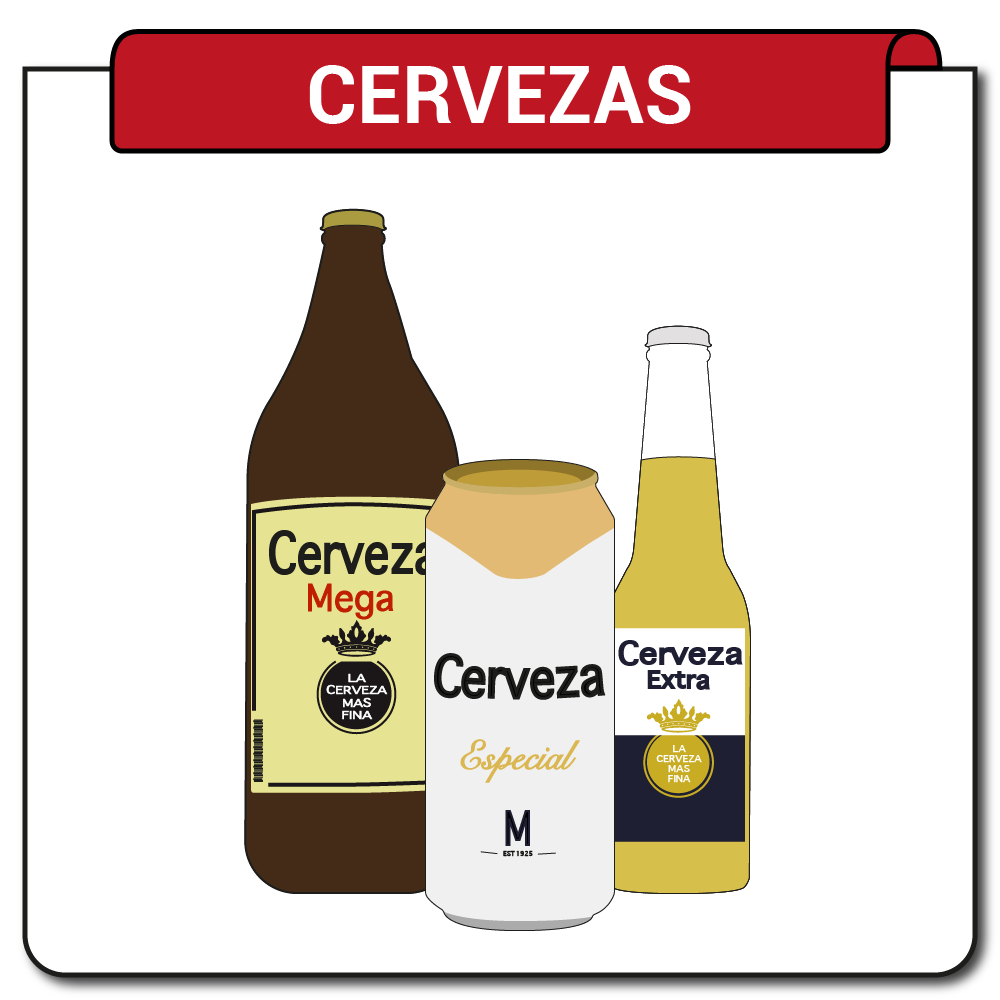 CERVEZAS
Cerveza
Mega
LA
CERVEZA
MAS
FINA
Cerveza
Especial
M
EST 1925
Cerveza
Extra
LA
CERVEZA
MAS
FINA